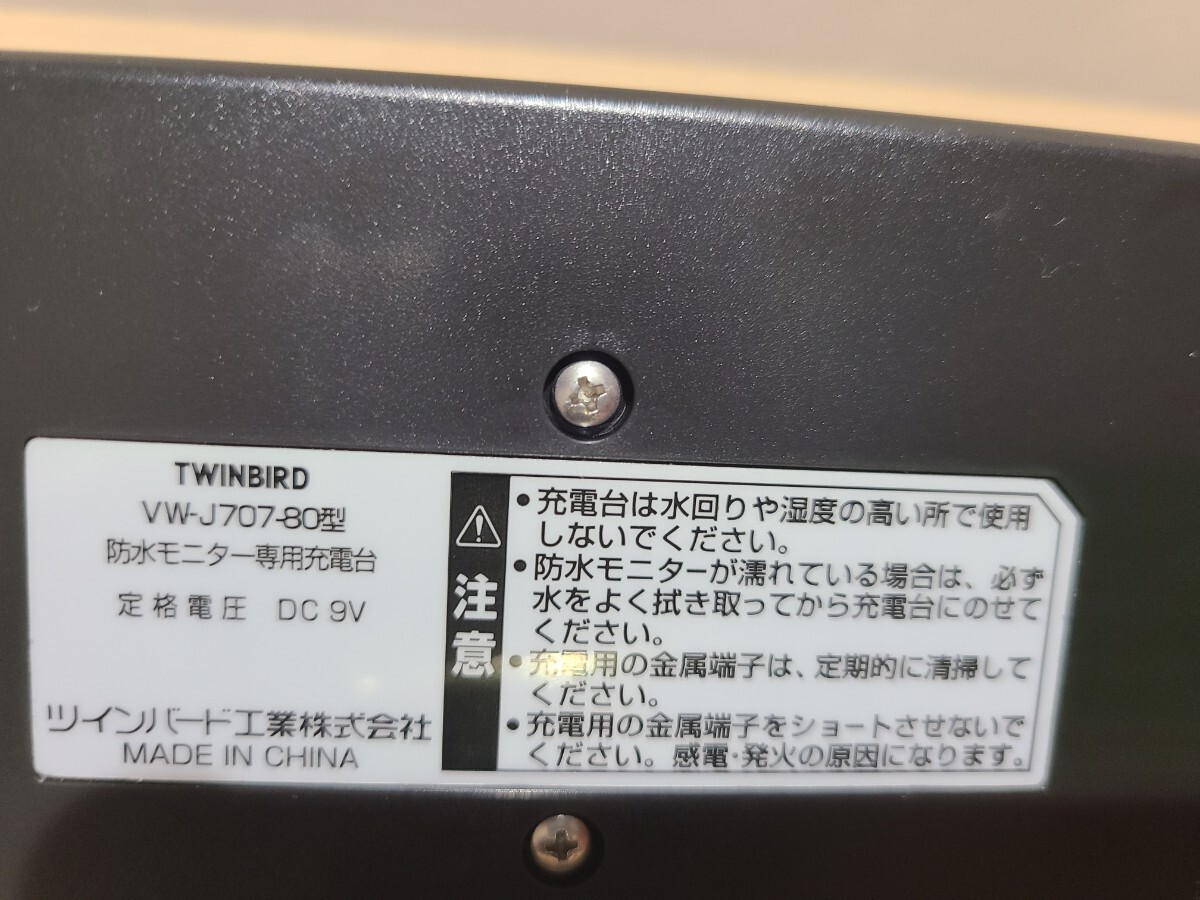 TWINBIRD
VW-J707-80型
防水モニター専用充電台
定格電圧 DC 9V
ツインバード工業株式会社
MADE IN CHINA
注意
•充電台は水回りや湿度の高い所で使用
しないでください。
•防水モニターが濡れている場合は、必ず
水をよく拭き取ってから充電台にのせて
ください。
•充電用の金属端子は、定期的に清掃して
ください。
•充電用の金属端子をショートさせないで
ください。感電・発火の原因になります。